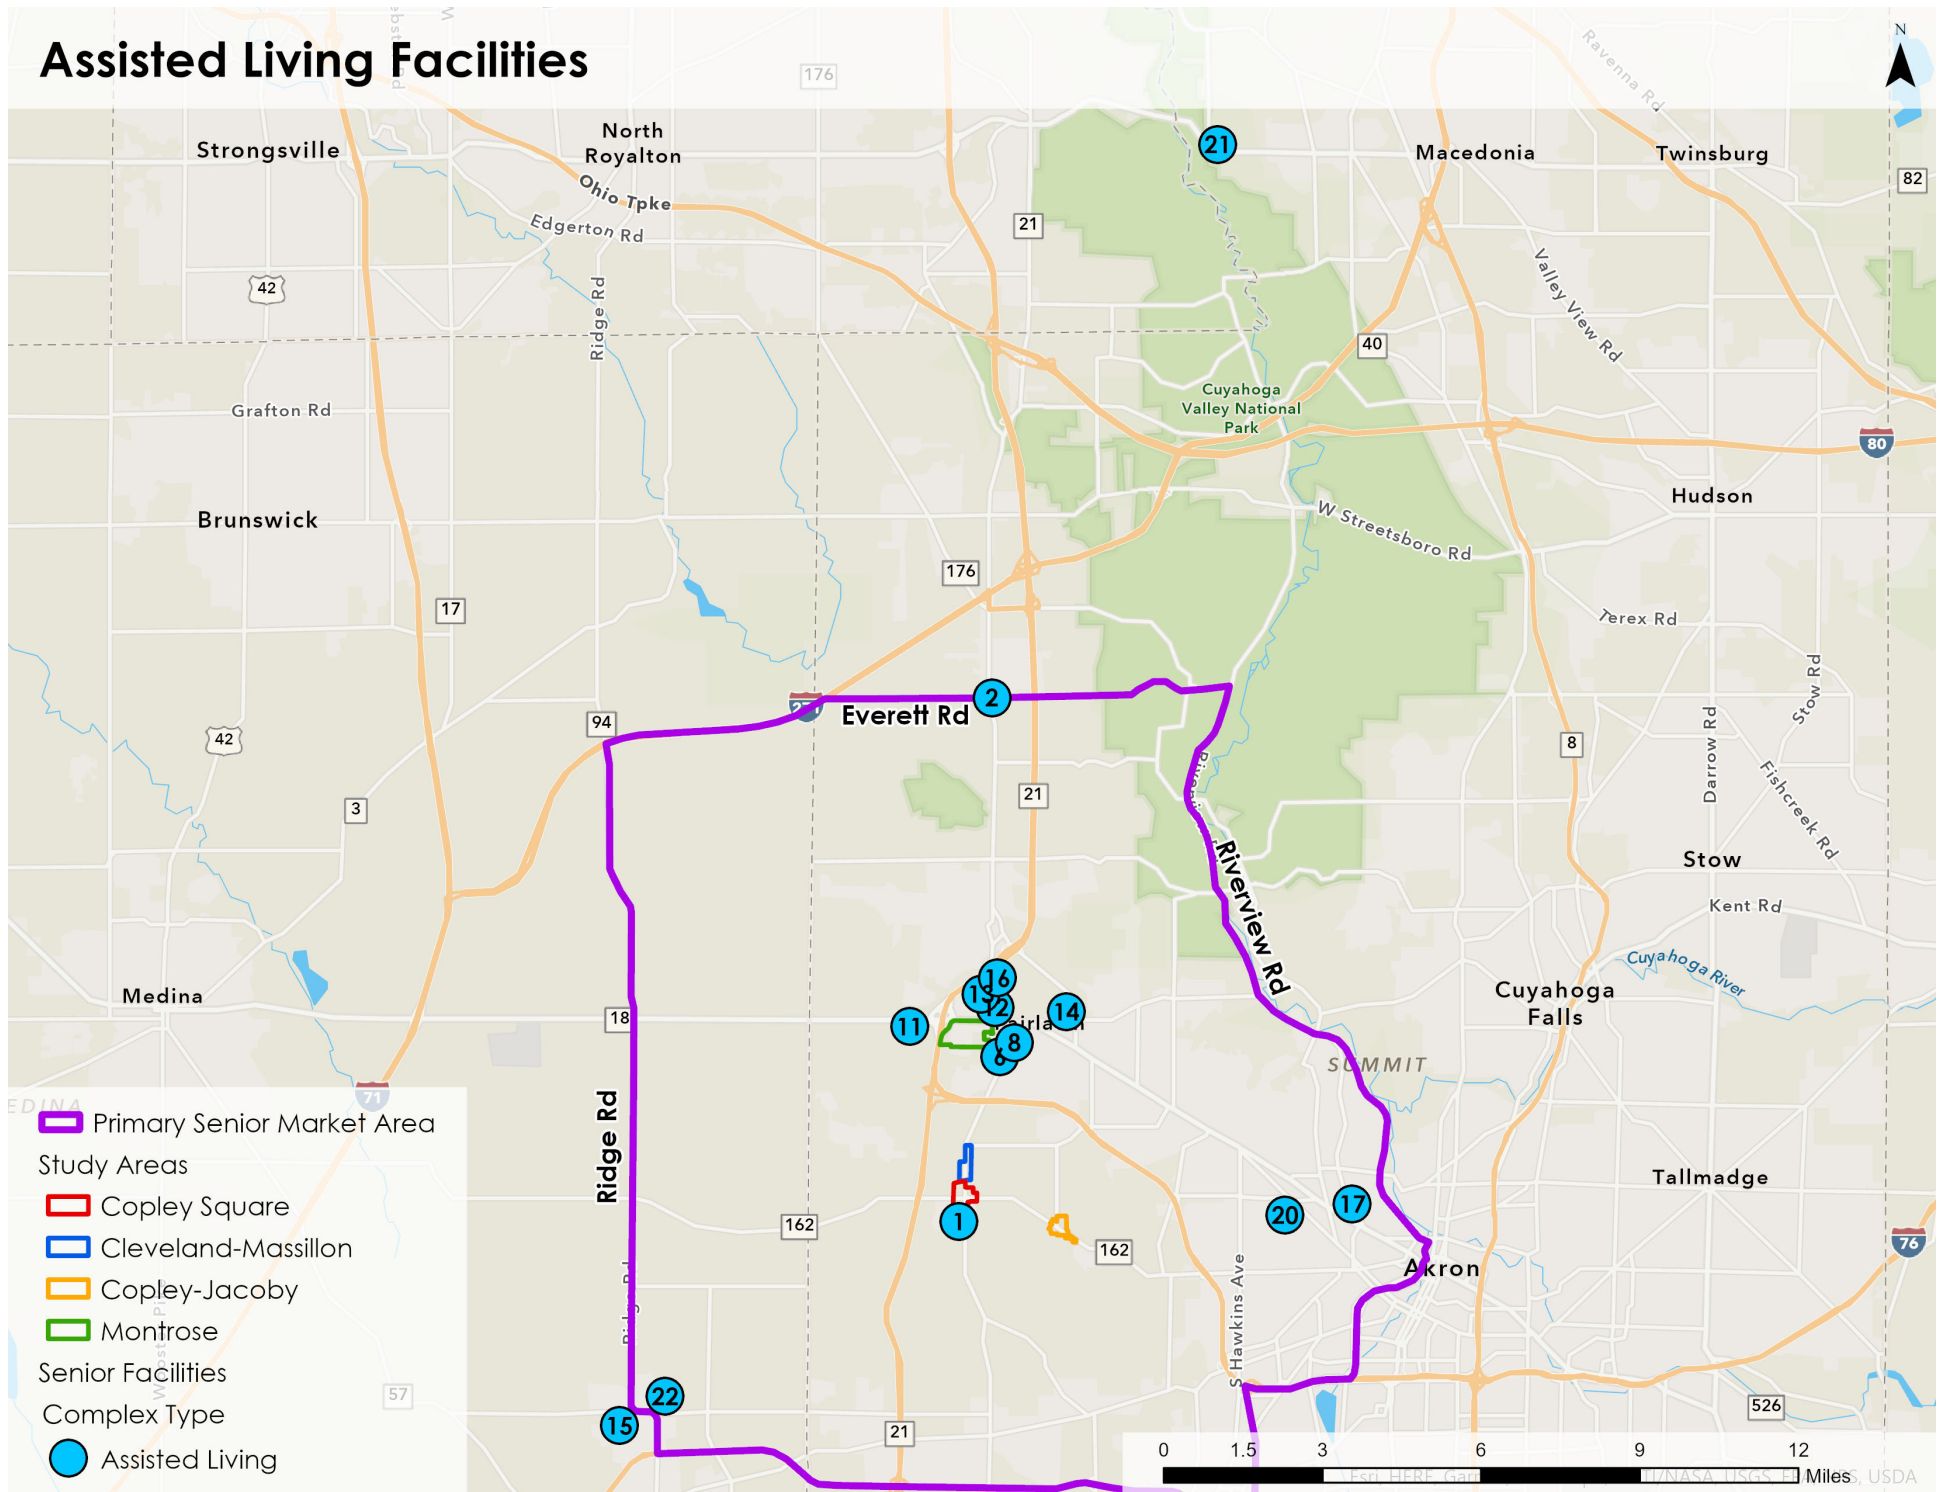 Assisted Living Facilities
N
176
Ravenna Rd
Strongsville
North
Royalton
21
Macedonia
Twinsburg
82
Ohio Tpke
Edgerton Rd
21
42
Ridge Rd
Valley View Rd
40
Cuyahoga
Valley National
Park
Grafton Rd
80
Hudson
Brunswick
W Streetsboro Rd
176
17
Terex Rd
Stow Rd
2
Everett Rd
94
42
8
Darrow Rd
Fishcreek Rd
3
21
Riverview Rd
Stow
Kent Rd
Cuyahoga River
Medina
16
13
12
14
11
18
8
6
Cuyahoga
Falls
SUMMIT
71
Ridge Rd
Tallmadge
17
20
1
162
162
76
Akron
S Hawkins Ave
Ridge Rd
22
15
57
21
526
Primary Senior Market Area
Study Areas
Copley Square
Cleveland-Massillon
Copley-Jacoby
Montrose
Senior Facilities
Complex Type
Assisted Living
0 1.5 3 6 9 12
Miles